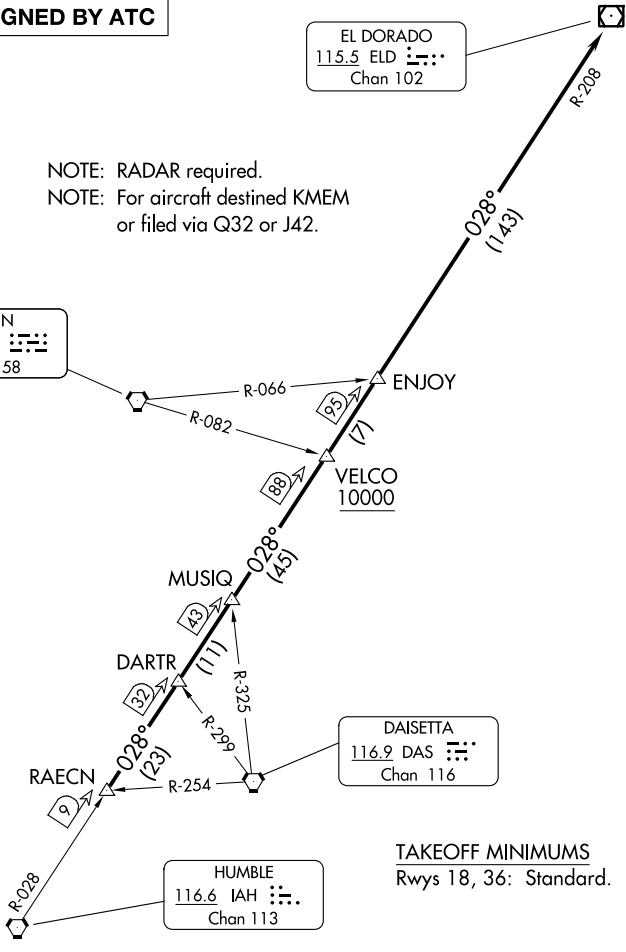 GNED BY ATC
EL DORADO
115.5 ELD
Chan 102
R-208
NOTE: RADAR required.
NOTE: For aircraft destined KMEM
or filed via Q32 or J42.
028°
(143)
N
58
R-066
ENJOY
R-082
95
(7)
VELCO
10000
88
028°
(45)
MUSIQ
43
(11)
DARTR
R-325
32
R-299
028°
(23)
DAISETTA
116.9 DAS
Chan 116
RAECN
R-254
9
TAKEOFF MINIMUMS
Rwys 18, 36: Standard.
R-028
HUMBLE
116.6 IAH
Chan 113